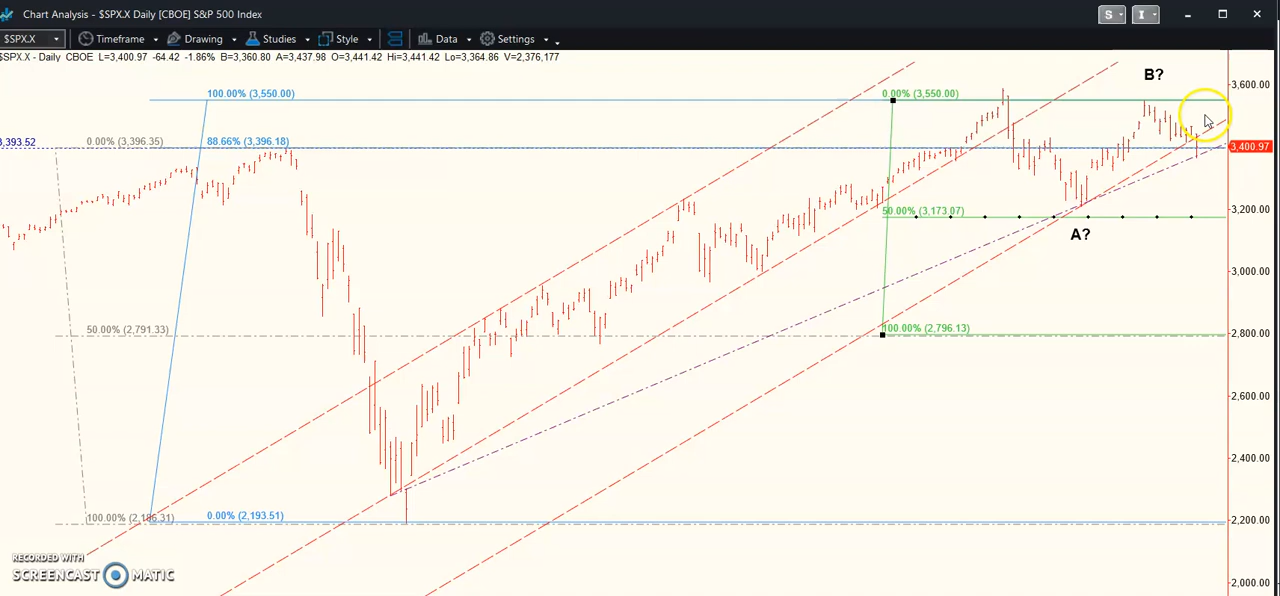 Chart Analysis - $SPX.X Daily [CBOE] S&P 500 Index
S I
$SPX.X Timeframe Drawing Studies Style Data Settings
$SPX.X - Daily CBOE L=3,400.97 -64.42 -1.86% B=3,360.80 A=3,437.98 O=3,441.42 Hi=3,441.42 Lo=3,364.86 V=2,376,177
B?
3,600.00
100.00% (3,550.00)
0.00% (3,550.00)
3,393.52
0.00% (3,396.35)
88.66% (3,396.18)
3,400.97
50.00% (3,173.07)
3,200.00
A?
3,000.00
50.00% (2,791.33)
100.00% (2,796.13)
2,800.00
2,600.00
2,400.00
100.00% (2,186.31)
0.00% (2,193.51)
2,200.00
RECORDED WITH
SCREENCAST MATIC
2,000.00